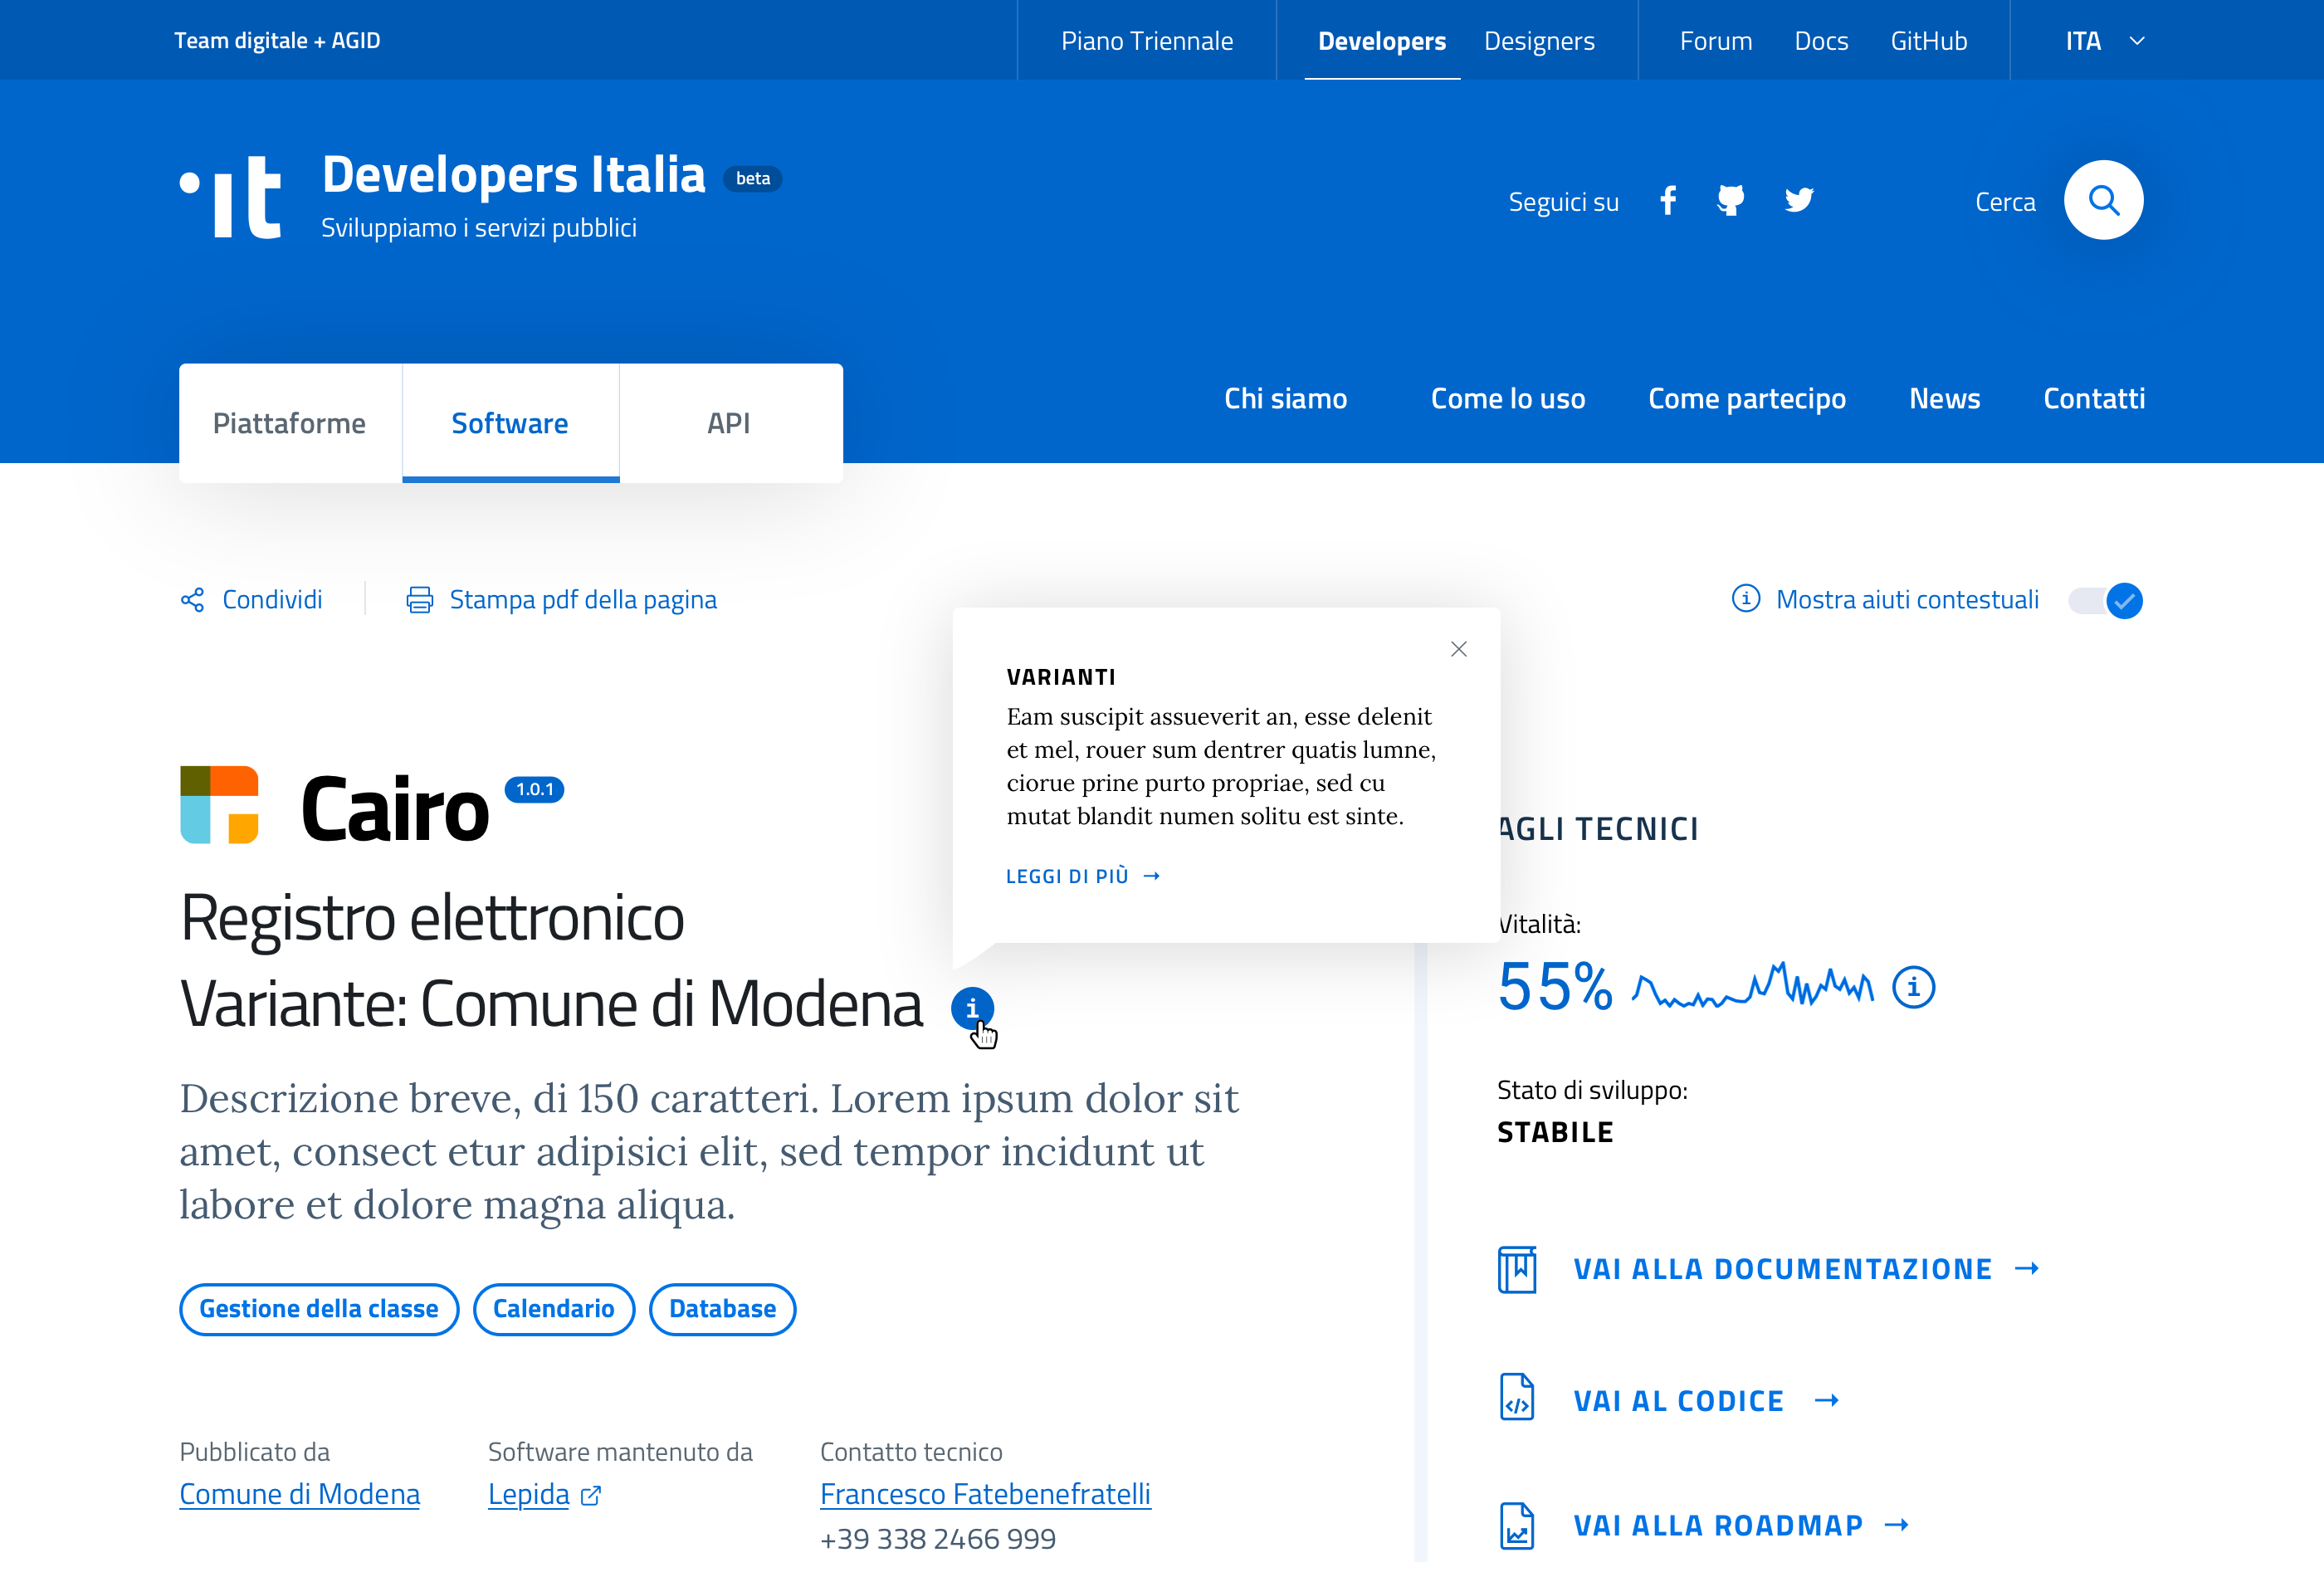 Team digitale + AGID
Piano Triennale
Developers
Designers
Forum
Docs
GitHub
ITA
it
Developers Italia
beta
Sviluppiamo i servizi pubblici
Seguici su
Cerca
Piattaforme
Software
API
Chi siamo
Come lo uso
Come partecipo
News
Contatti
Condividi
Stampa pdf della pagina
Mostra aiuti contestuali
VARIANTI
Eam suscipit assueverit an, esse delenit
et mel, rouer sum dentrer quatis lumne,
ciorue prine purto propriae, sed cu
mutat blandit numen solitu est sinte.
LEGGI DI PIÙ →
Cairo
1.0.1
Registro elettronico
Variante: Comune di Modena
Descrizione breve, di 150 caratteri. Lorem ipsum dolor sit
amet, consect etur adipisici elit, sed tempor incidunt ut
labore et dolore magna aliqua.
Gestione della classe
Calendario
Database
Pubblicato da
Comune di Modena
Software mantenuto da
Lepida
Contatto tecnico
Francesco Fatebenefratelli
+39 338 2466 999
AGLI TECNICI
Vitalità:
55%
Stato di sviluppo:
STABILE
VAI ALLA DOCUMENTAZIONE →
VAI AL CODICE →
VAI ALLA ROADMAP →